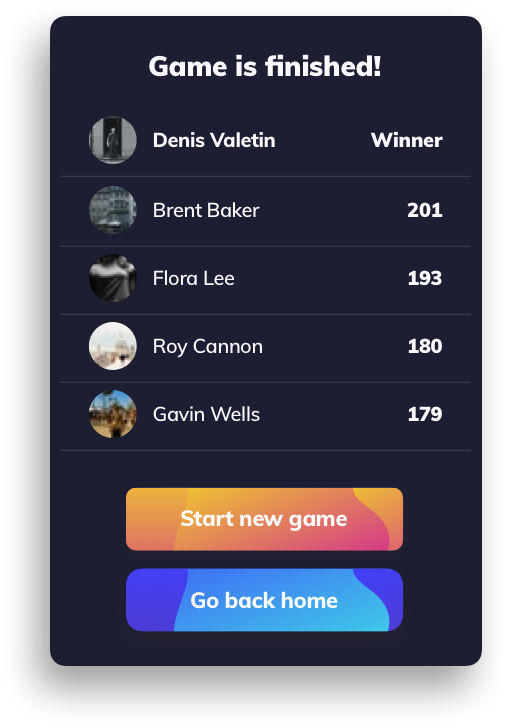 Game is finished!
Denis Valetin Winner
Brent Baker 201
Flora Lee 193
Roy Cannon 180
Gavin Wells 179
Start new game
Go back home